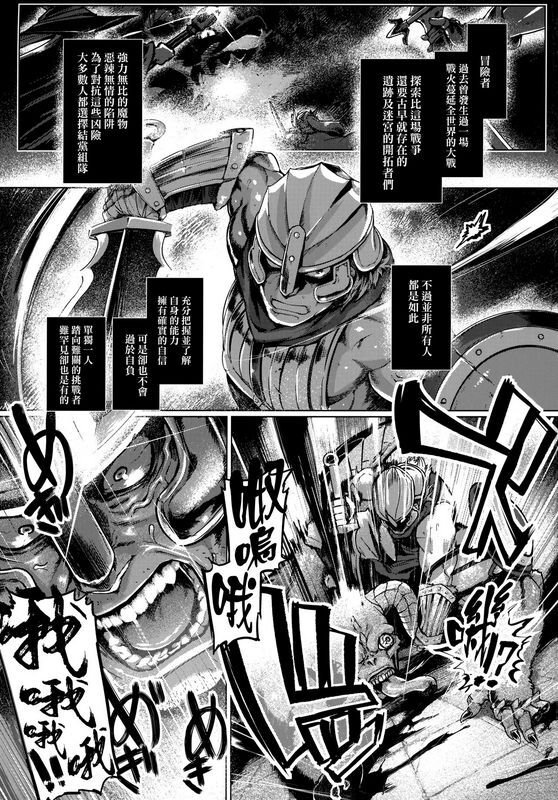 冒險者
過去曾發生過一場
戰火蔓延全世界的大戰
探索比這場戰爭
還要古早就存在的
遺跡及迷宮的開拓者們
強力無比的魔物
惡辣無情的陷阱
為了對抗這些凶險
大多數人都選擇結黨組隊
不過並非所有人
都是如此
充分把握並了解
自身的能力
擁有確實的自信
可是卻也不會
過於自負
單獨一人
踏向難關的挑戰者
雖罕見卻也是有的
ズン
嘞!?
嗚哦
めき
めぎ
めぎ
哦哦哦!!